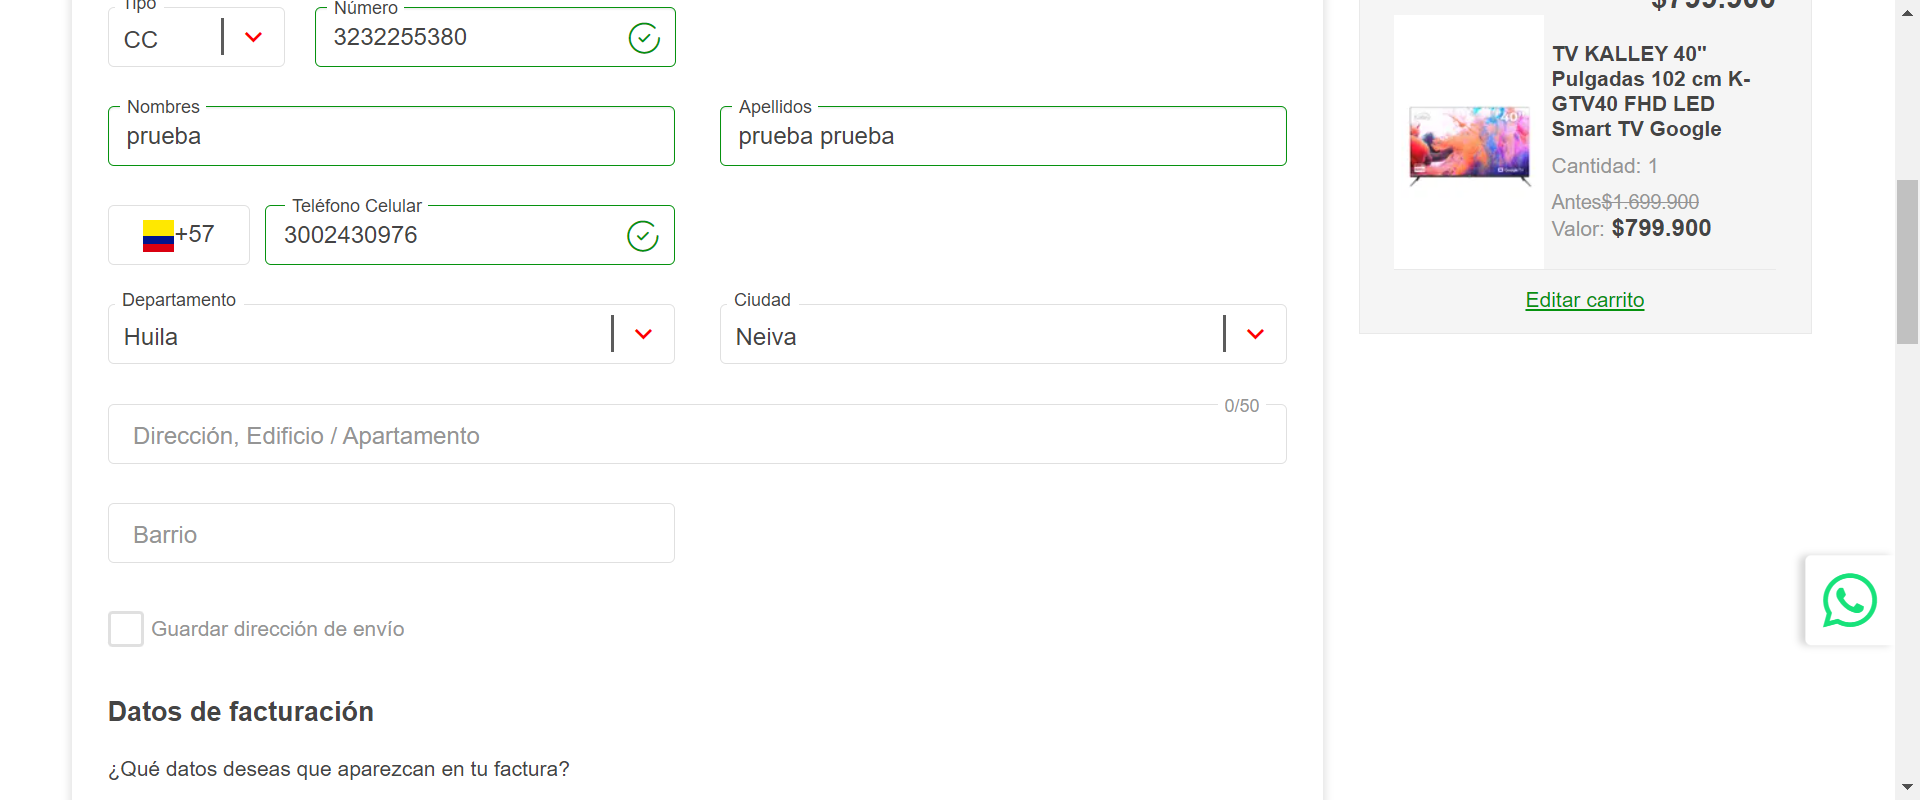 Tipo
CC
Número
3232255380
Nombres
prueba
Apellidos
prueba prueba
+57
Teléfono Celular
3002430976
Departamento
Huila
Ciudad
Neiva
0/50
Dirección, Edificio / Apartamento
Barrio
Guardar dirección de envío
Datos de facturación
¿Qué datos deseas que aparezcan en tu factura?
$799.900
TV KALLEY 40"
Pulgadas 102 cm K-
GTV40 FHD LED
Smart TV Google
Cantidad: 1
Antes$1.699.900
Valor: $799.900
Editar carrito